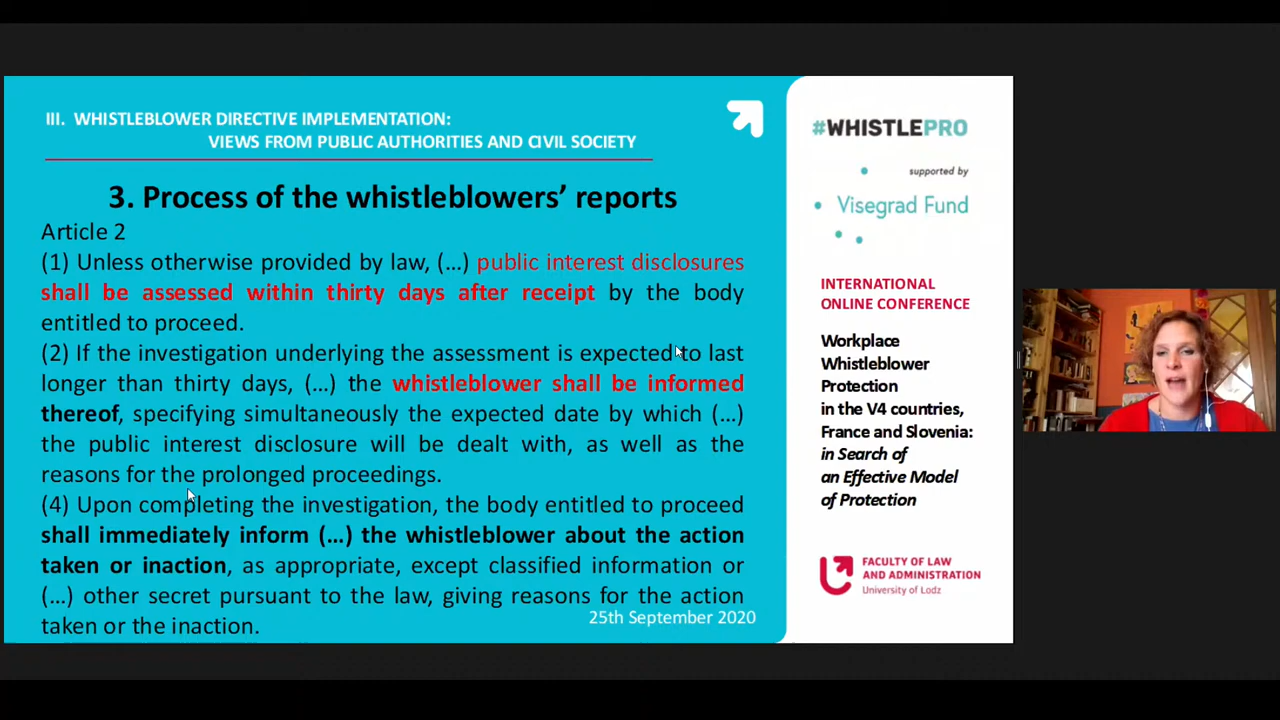 III. WHISTLEBLOWER DIRECTIVE IMPLEMENTATION:
VIEWS FROM PUBLIC AUTHORITIES AND CIVIL SOCIETY
3. Process of the whistleblowers’ reports
Article 2
(1) Unless otherwise provided by law, (...) public interest disclosures
shall be assessed within thirty days after receipt by the body
entitled to proceed.
(2) If the investigation underlying the assessment is expected to last
longer than thirty days, (...) the whistleblower shall be informed
thereof, specifying simultaneously the expected date by which (...)
the public interest disclosure will be dealt with, as well as the
reasons for the prolonged proceedings.
(4) Upon completing the investigation, the body entitled to proceed
shall immediately inform (...) the whistleblower about the action
taken or inaction, as appropriate, except classified information or
(...) other secret pursuant to the law, giving reasons for the action
taken or the inaction.
25th September 2020
#WHISTLEPRO
supported by
Visegrad Fund
INTERNATIONAL
ONLINE CONFERENCE
Workplace
Whistleblower
Protection
in the V4 countries,
France and Slovenia:
in Search of
an Effective Model
of Protection
FACULTY OF LAW
AND ADMINISTRATION
University of Lodz